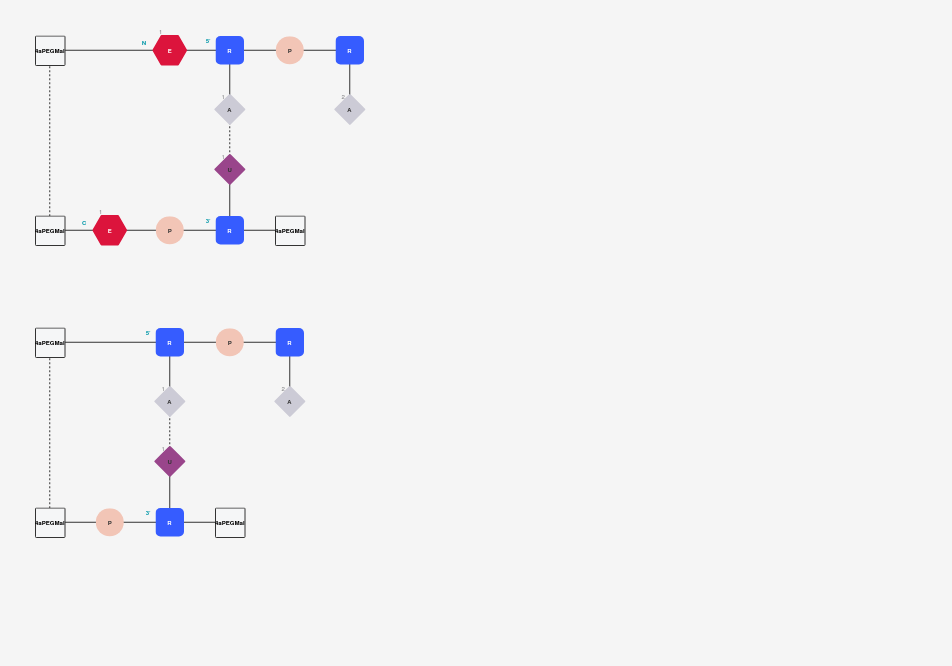 N 1 5'
4aPEGMal E R P R
1 2
A A
1
U
C 1 3'
4aPEGMal E P R 4aPEGMal
5'
4aPEGMal R P R
1 2
A A
1
U
3'
4aPEGMal P R 4aPEGMal